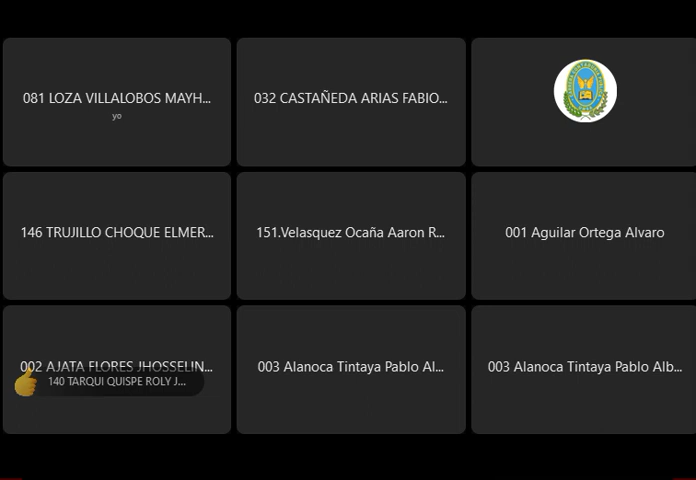 081 LOZA VILLALOBOS MAYH...
yo
032 CASTAÑEDA ARIAS FABIO...
146 TRUJILLO CHOQUE ELMER...
151.Velasquez Ocaña Aaron R...
001 Aguilar Ortega Alvaro
002 AJATA FLORES JHOSSELIN...
140 TARQUI QUISPE ROLY J...
003 Alanoca Tintaya Pablo Al...
003 Alanoca Tintaya Pablo Alb...